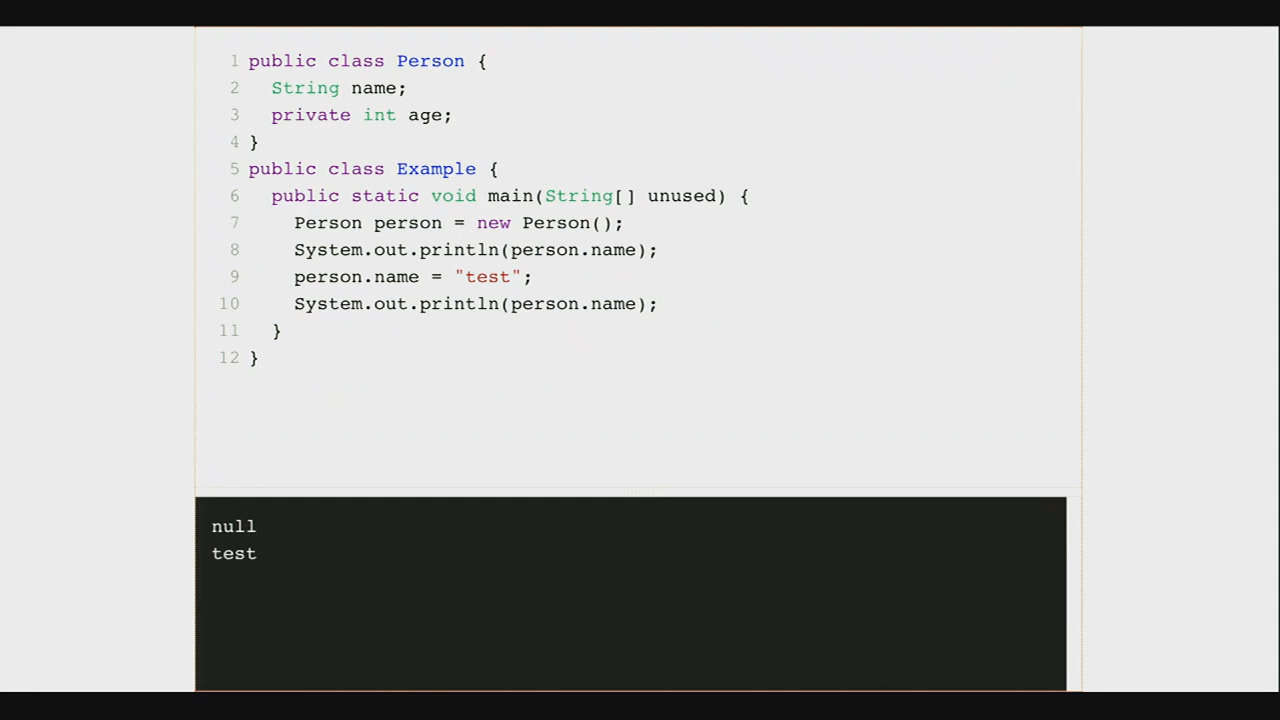 1 public class Person {
2   String name;
3   private int age;
4 }
5 public class Example {
6   public static void main(String[] unused) {
7     Person person = new Person();
8     System.out.println(person.name);
9     person.name = "test";
10     System.out.println(person.name);
11   }
12 }
null
test